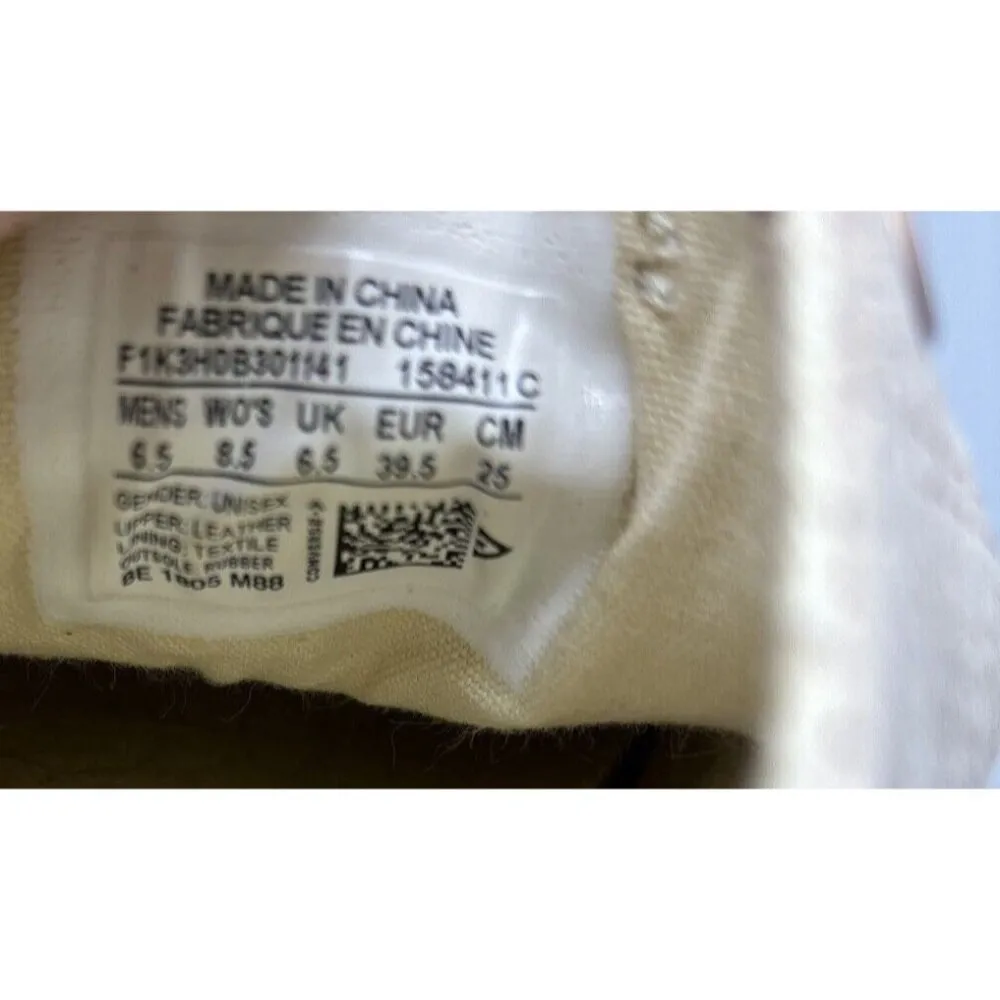 MADE IN CHINA
FABRIQUE EN CHINE
F1K3H0B301141 158411C
MENS WO'S UK EUR CM
6.5 8.5 6.5 39.5 25
GENDER: UNISEX
UPPER: LEATHER
LINING: TEXTILE
OUTSOLE: RUBBER
BE 1805 M88